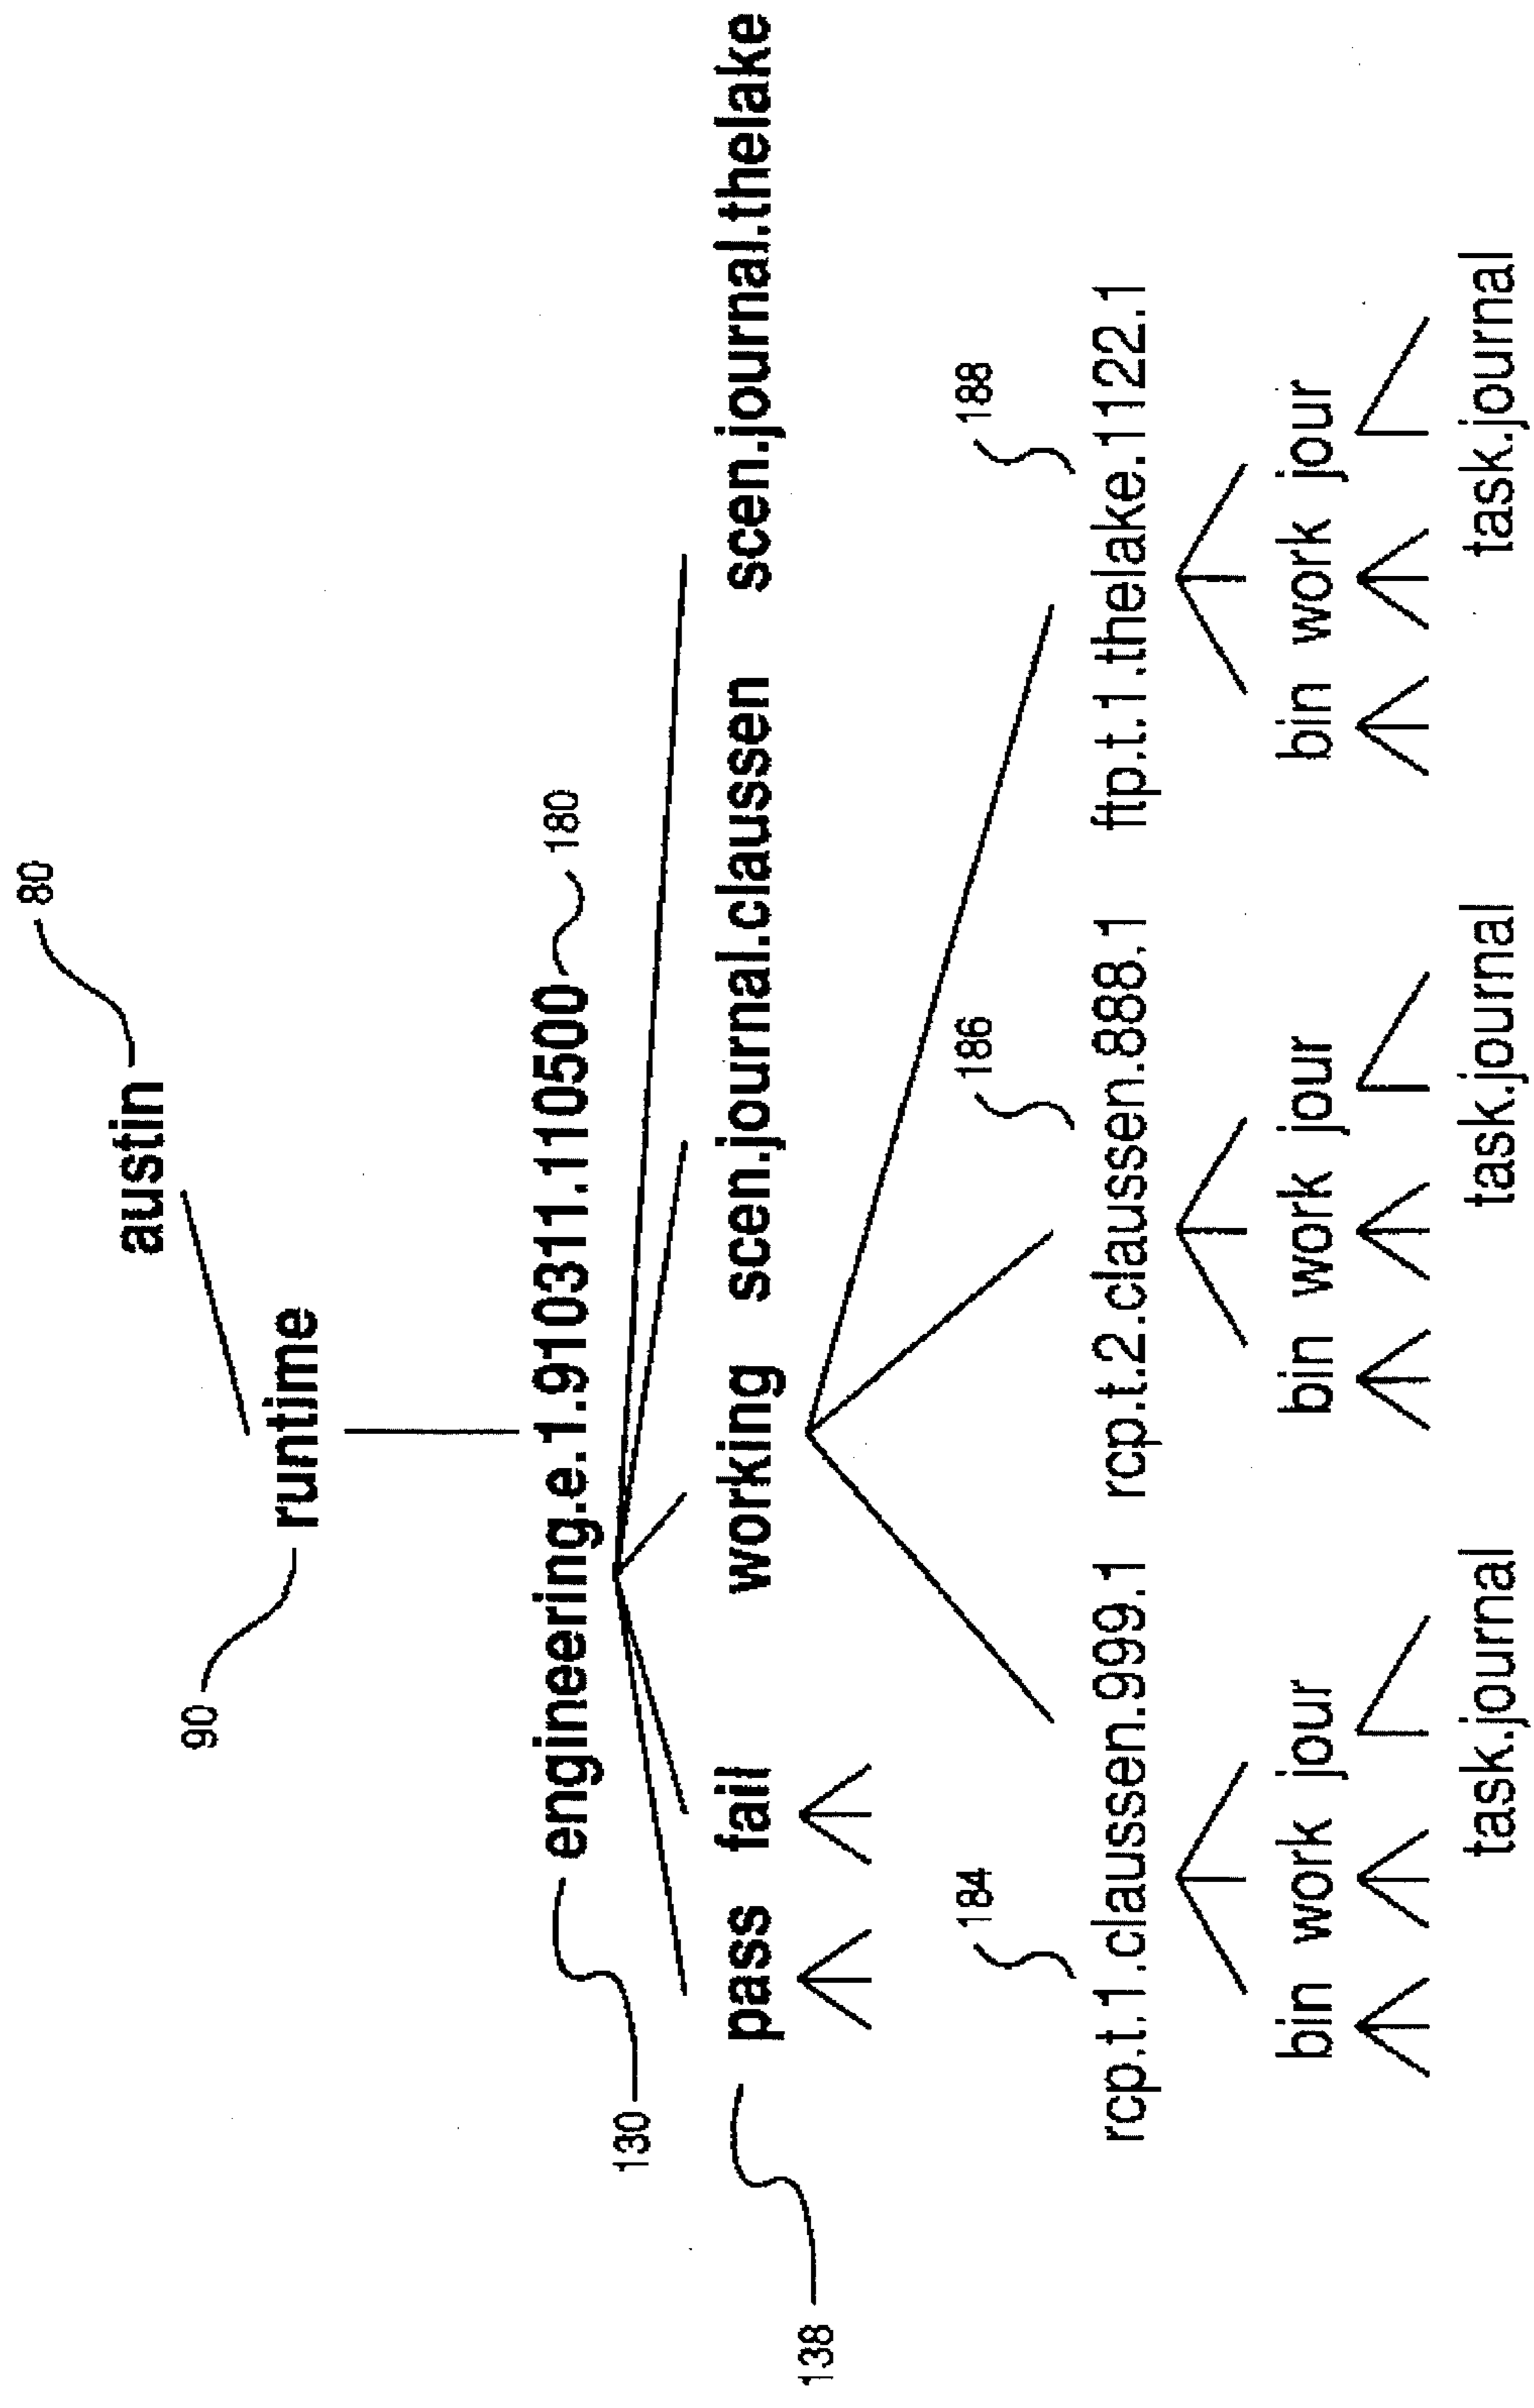 80
austin
90
runtime
130
engineering.e.1.910311.110500
180
138
pass fail working scen.journal.claussen scen.journal.thelake
184 186 188
rcp.t.1.claussen.999.1 rcp.t.2.claussen.888.1 ftp.t.1.thelake.1122.1
bin work jour bin work jour bin work jour
task.journal task.journal task.journal